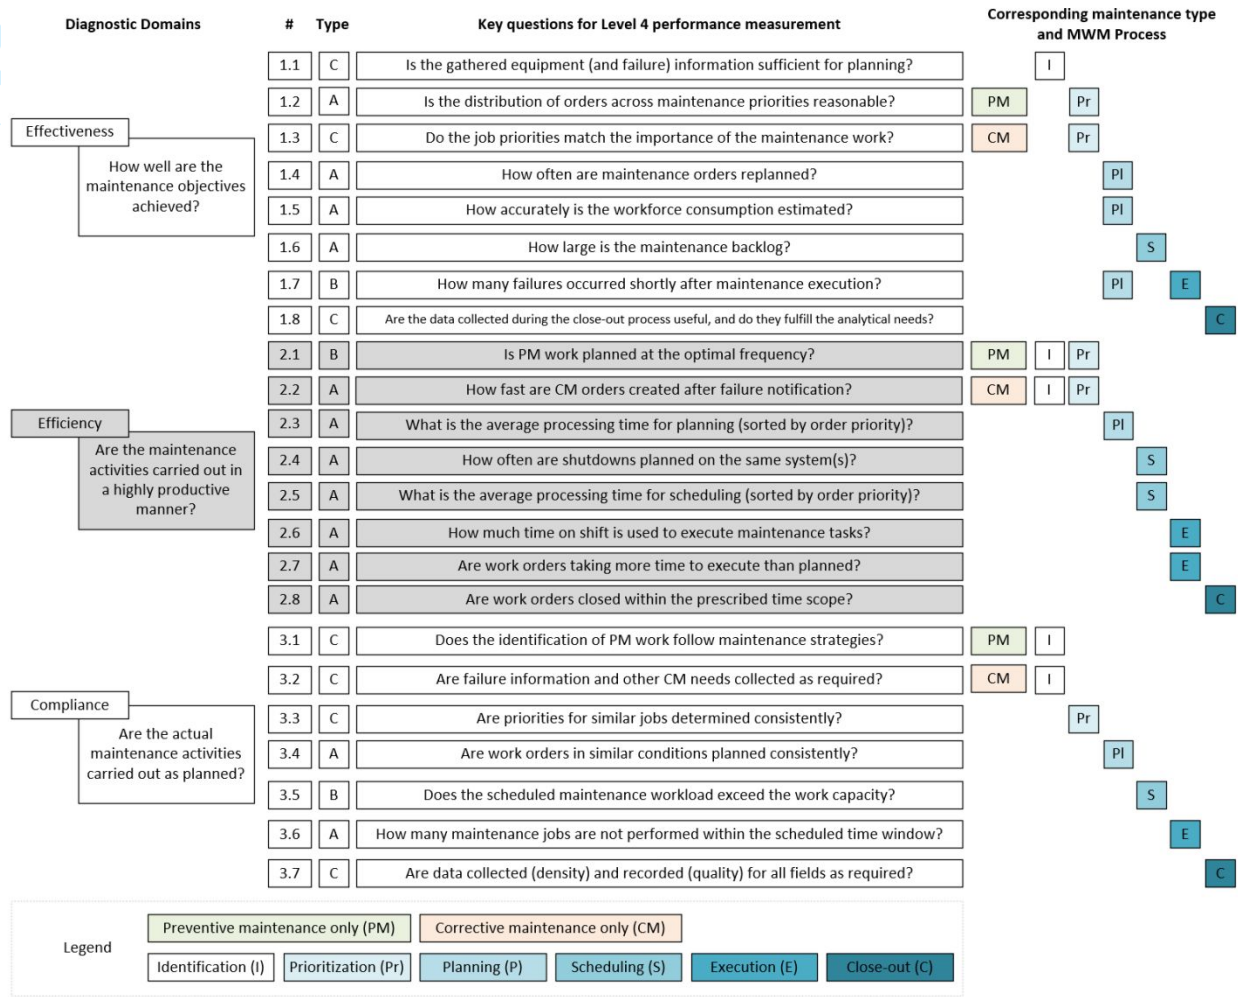 Diagnostic Domains # Type Key questions for Level 4 performance measurement Corresponding maintenance type
and MWM Process
1.1 C Is the gathered equipment (and failure) information sufficient for planning? I
1.2 A Is the distribution of orders across maintenance priorities reasonable? PM Pr
Effectiveness
1.3 C Do the job priorities match the importance of the maintenance work? CM Pr
How well are the
maintenance objectives
achieved?
1.4 A How often are maintenance orders replanned? Pl
1.5 A How accurately is the workforce consumption estimated? Pl
1.6 A How large is the maintenance backlog? S
1.7 B How many failures occurred shortly after maintenance execution? Pl E
1.8 C Are the data collected during the close-out process useful, and do they fulfill the analytical needs? C
2.1 B Is PM work planned at the optimal frequency? PM I Pr
2.2 A How fast are CM orders created after failure notification? CM I Pr
Efficiency
2.3 A What is the average processing time for planning (sorted by order priority)? Pl
Are the maintenance
activities carried out in
a highly productive
manner?
2.4 A How often are shutdowns planned on the same system(s)? S
2.5 A What is the average processing time for scheduling (sorted by order priority)? S
2.6 A How much time on shift is used to execute maintenance tasks? E
2.7 A Are work orders taking more time to execute than planned? E
2.8 A Are work orders closed within the prescribed time scope? C
3.1 C Does the identification of PM work follow maintenance strategies? PM I
3.2 C Are failure information and other CM needs collected as required? CM I
Compliance
3.3 C Are priorities for similar jobs determined consistently? Pr
Are the actual
maintenance activities
carried out as planned?
3.4 A Are work orders in similar conditions planned consistently? Pl
3.5 B Does the scheduled maintenance workload exceed the work capacity? S
3.6 A How many maintenance jobs are not performed within the scheduled time window? E
3.7 C Are data collected (density) and recorded (quality) for all fields as required? C
Legend
Preventive maintenance only (PM) Corrective maintenance only (CM)
Identification (I) Prioritization (Pr) Planning (P) Scheduling (S) Execution (E) Close-out (C)